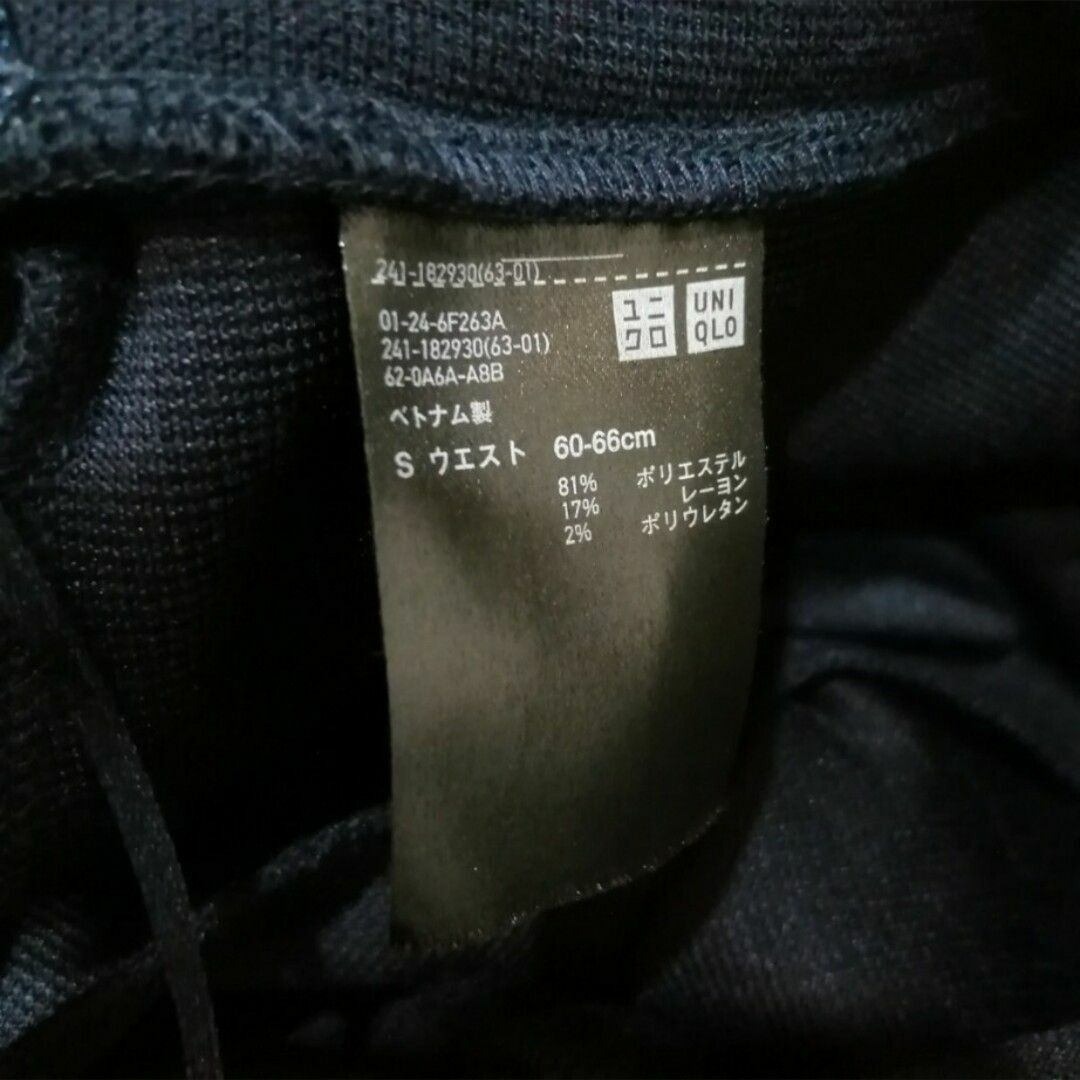 241-182930(63-01)
ユニ
クロ
UNI
QLO
01-24-6F263A
241-182930(63-01)
62-0A6A-A8B
ベトナム製
S ウエスト 60-66cm
81% ポリエステル
17% レーヨン
2% ポリウレタン